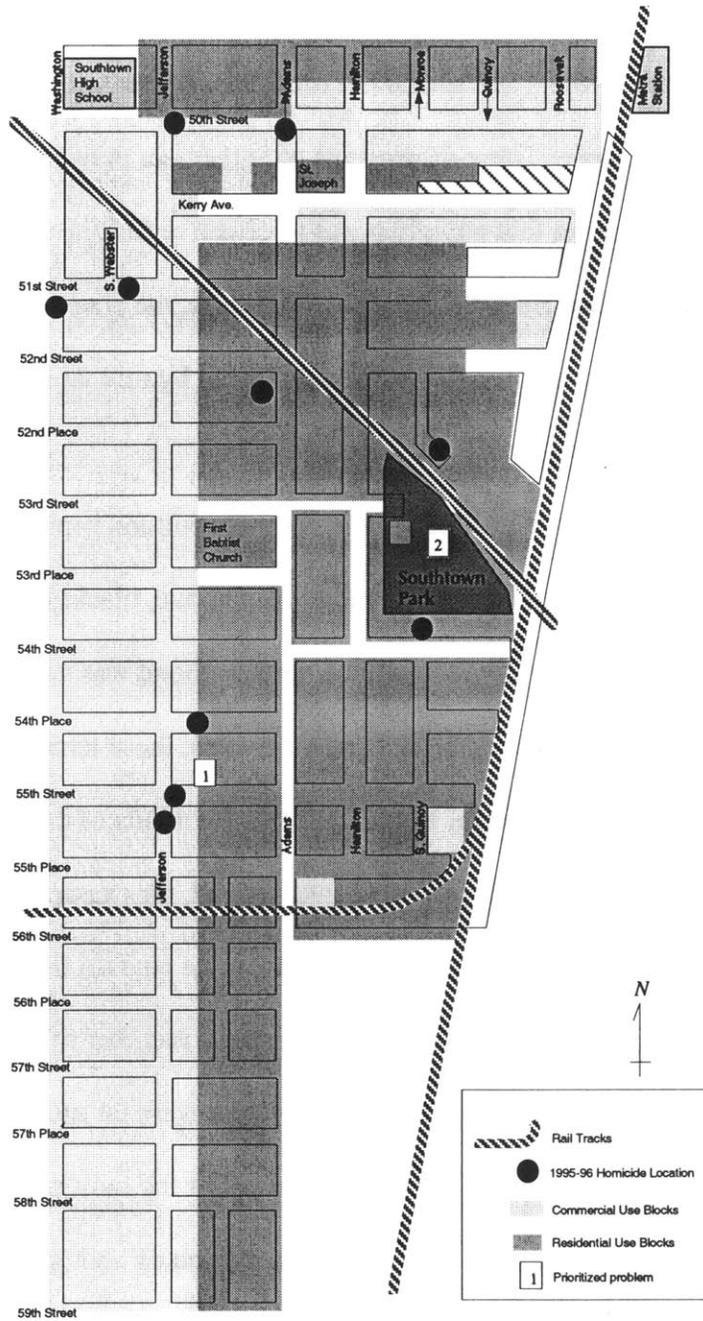 Washington
Southtown
High
School
Jefferson
Adams
Hamilton
Monroe
Quincy
Roosevelt
Metra
Station
50th Street
St.
Joseph
Kerry Ave.
S. Webster
51st Street
52nd Street
52nd Place
53rd Street
First
Baptist
Church
2
53rd Place
Southtown
Park
54th Street
54th Place
1
55th Street
Adams
Hamilton
S. Quincy
55th Place
Jefferson
56th Street
56th Place
N
57th Street
57th Place
58th Street
59th Street
Rail Tracks
1995-96 Homicide Location
Commercial Use Blocks
Residential Use Blocks
1 Prioritized problem